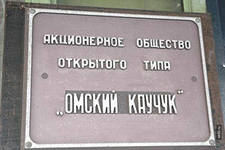 АКЦИОНЕРНОЕ ОБЩЕСТВО
ОТКРЫТОГО ТИПА
„ОМСКИЙ КАУЧУК"